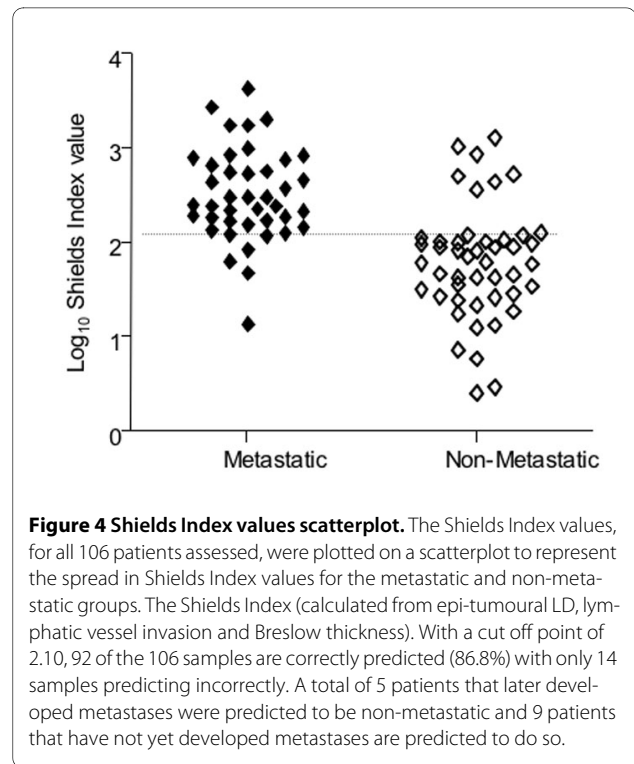 4
3
2
1
0
Log10 Shields Index value
Metastatic
Non-Metastatic
Figure 4 Shields Index values scatterplot. The Shields Index values,
for all 106 patients assessed, were plotted on a scatterplot to represent
the spread in Shields Index values for the metastatic and non-meta-
static groups. The Shields Index (calculated from epi-tumoural LD, lym-
phatic vessel invasion and Breslow thickness). With a cut off point of
2.10, 92 of the 106 samples are correctly predicted (86.8%) with only 14
samples predicting incorrectly. A total of 5 patients that later devel-
oped metastases were predicted to be non-metastatic and 9 patients
that have not yet developed metastases are predicted to do so.